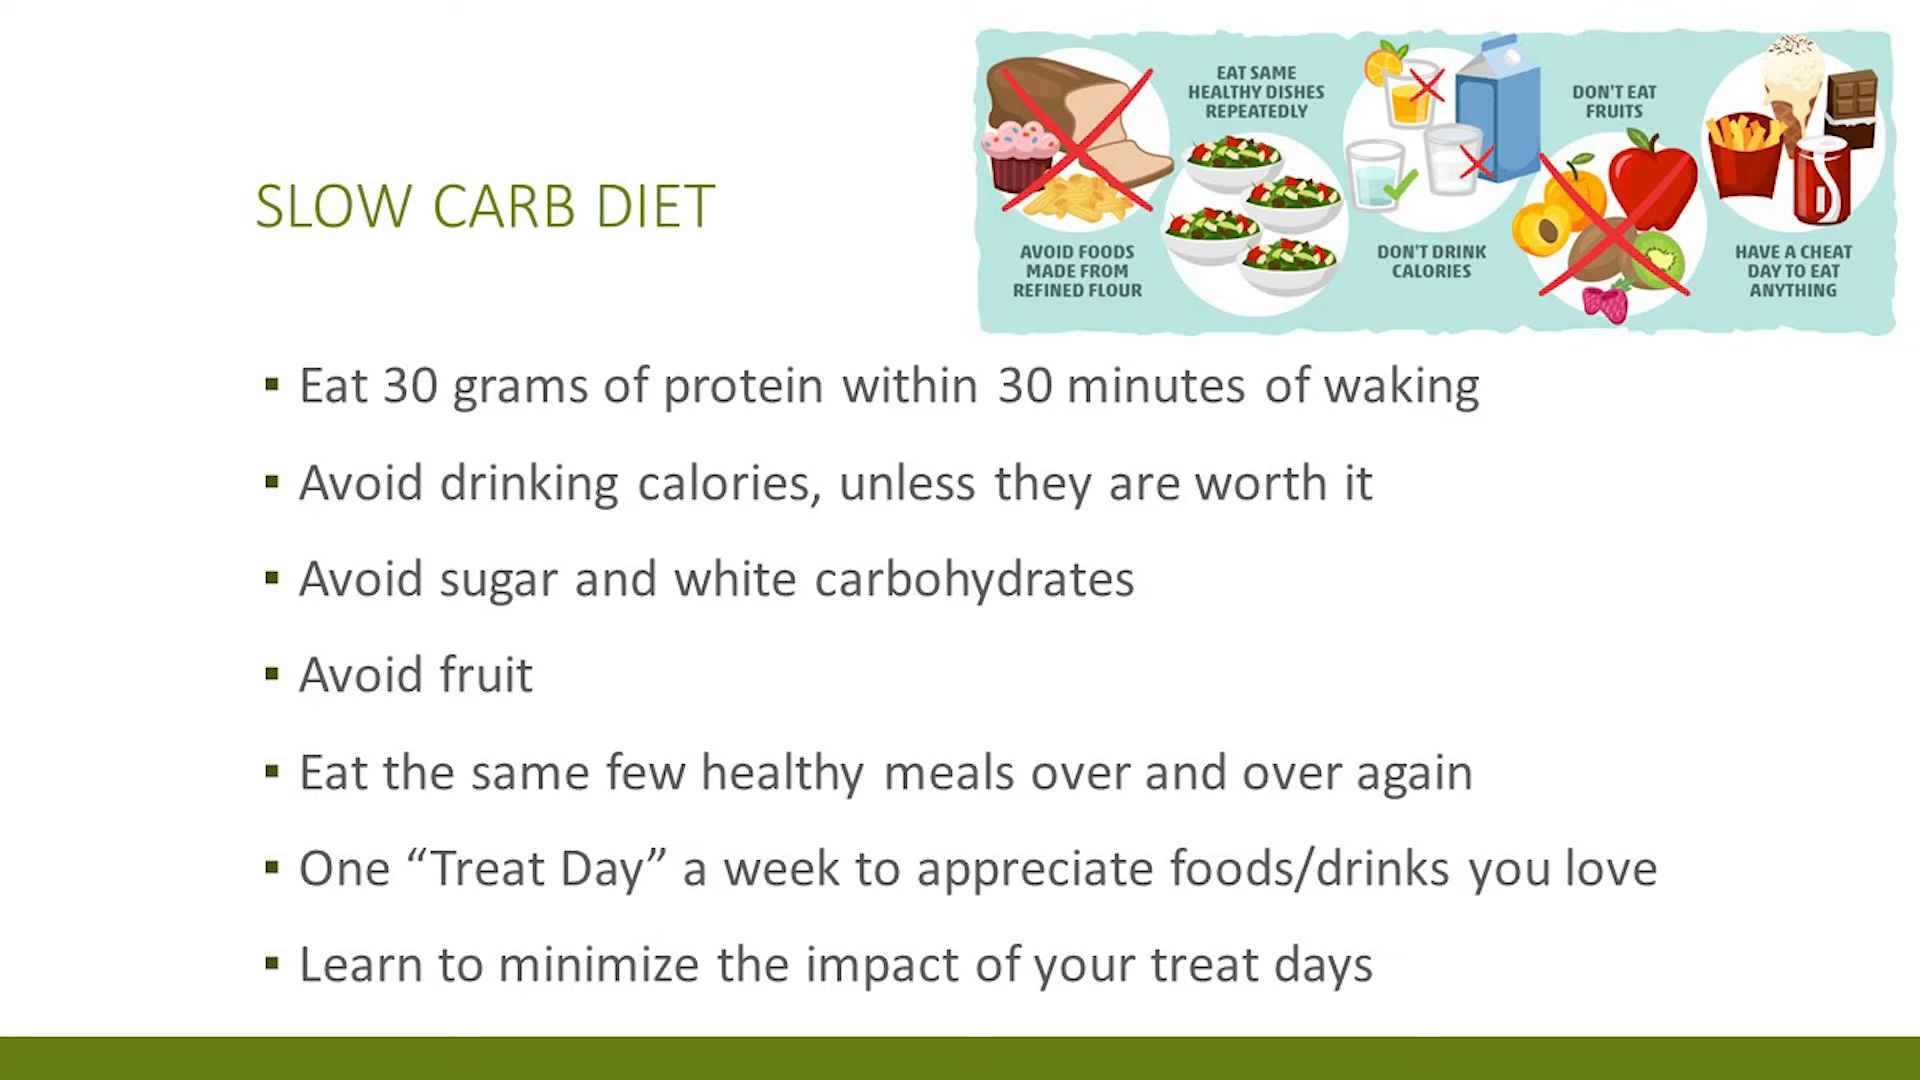 SLOW CARB DIET
AVOID FOODS
MADE FROM
REFINED FLOUR
EAT SAME
HEALTHY DISHES
REPEATEDLY
DON'T DRINK
CALORIES
DON'T EAT
FRUITS
HAVE A CHEAT
DAY TO EAT
ANYTHING
▪ Eat 30 grams of protein within 30 minutes of waking
▪ Avoid drinking calories, unless they are worth it
▪ Avoid sugar and white carbohydrates
▪ Avoid fruit
▪ Eat the same few healthy meals over and over again
▪ One “Treat Day” a week to appreciate foods/drinks you love
▪ Learn to minimize the impact of your treat days